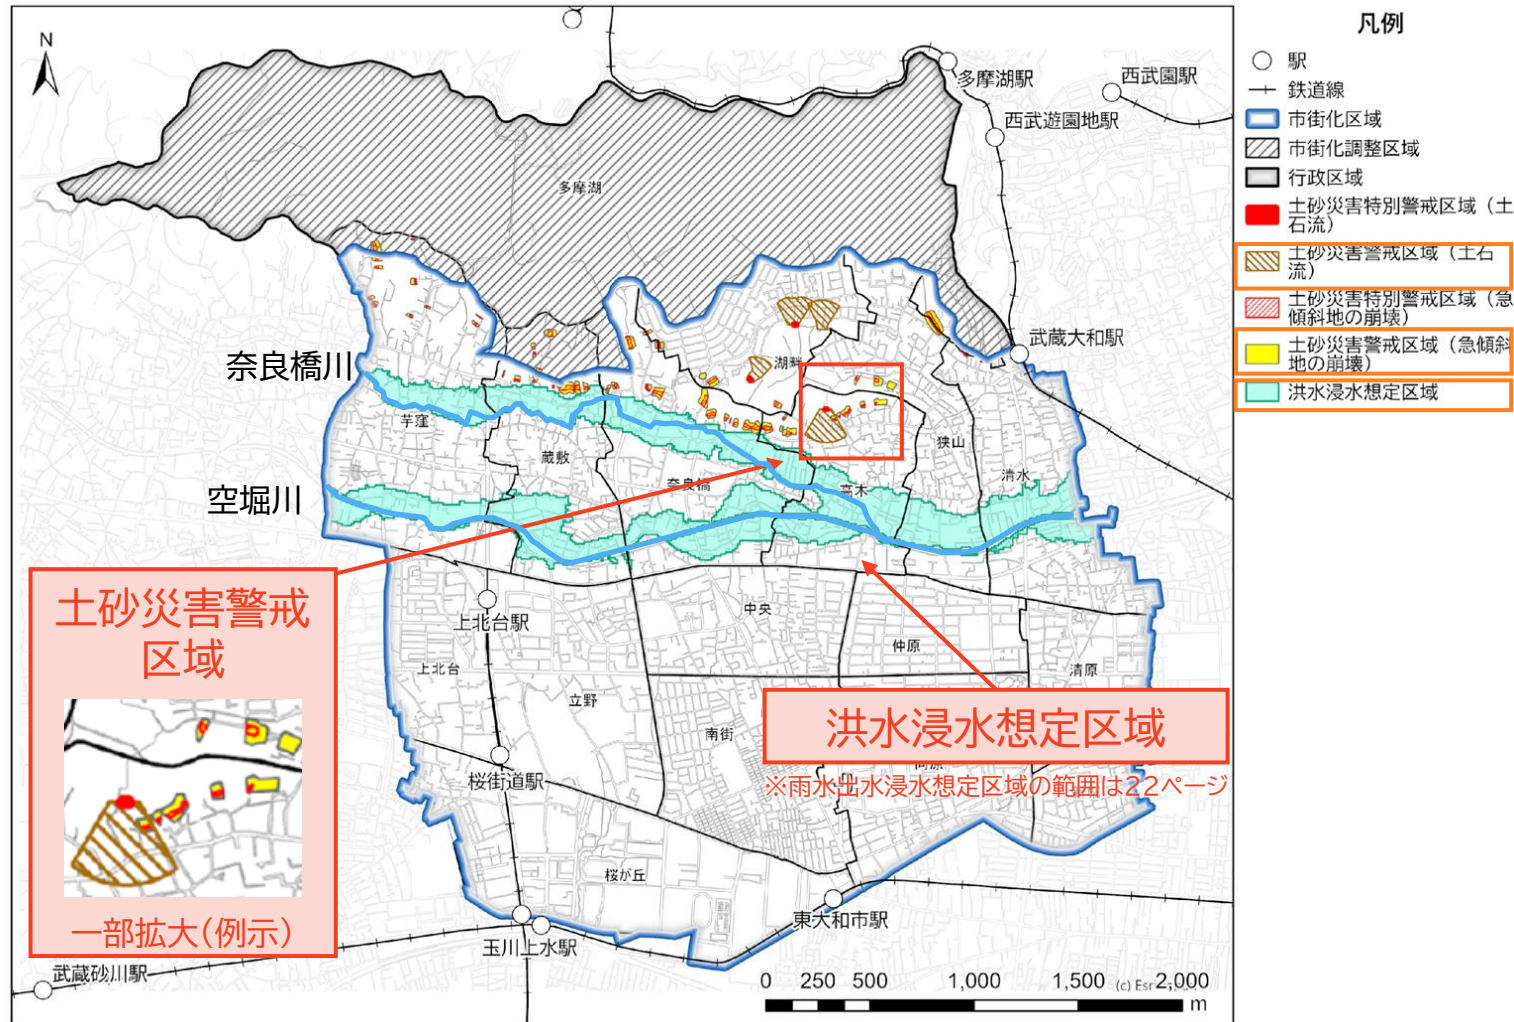 N
多摩湖駅
西武園駅
西武遊園地駅
多摩湖
武蔵大和駅
湖畔
奈良橋川
芋窪
蔵敷
奈良橋
高木
狭山
清水
空堀川
土砂災害警戒
区域
一部拡大(例示)
上北台駅
上北台
中央
仲原
清原
立野
南街
洪水浸水想定区域
※雨水出水浸水想定区域の範囲は22ページ
桜街道駅
桜が丘
東大和市駅
玉川上水駅
武蔵砂川駅
0 250 500 1,000 1,500 2,000
m
(c) Esri
凡例
駅
鉄道線
市街化区域
市街化調整区域
行政区域
土砂災害特別警戒区域(土
石流)
土砂災害警戒区域(土石
流)
土砂災害特別警戒区域(急
傾斜地の崩壊)
土砂災害警戒区域(急傾斜
地の崩壊)
洪水浸水想定区域